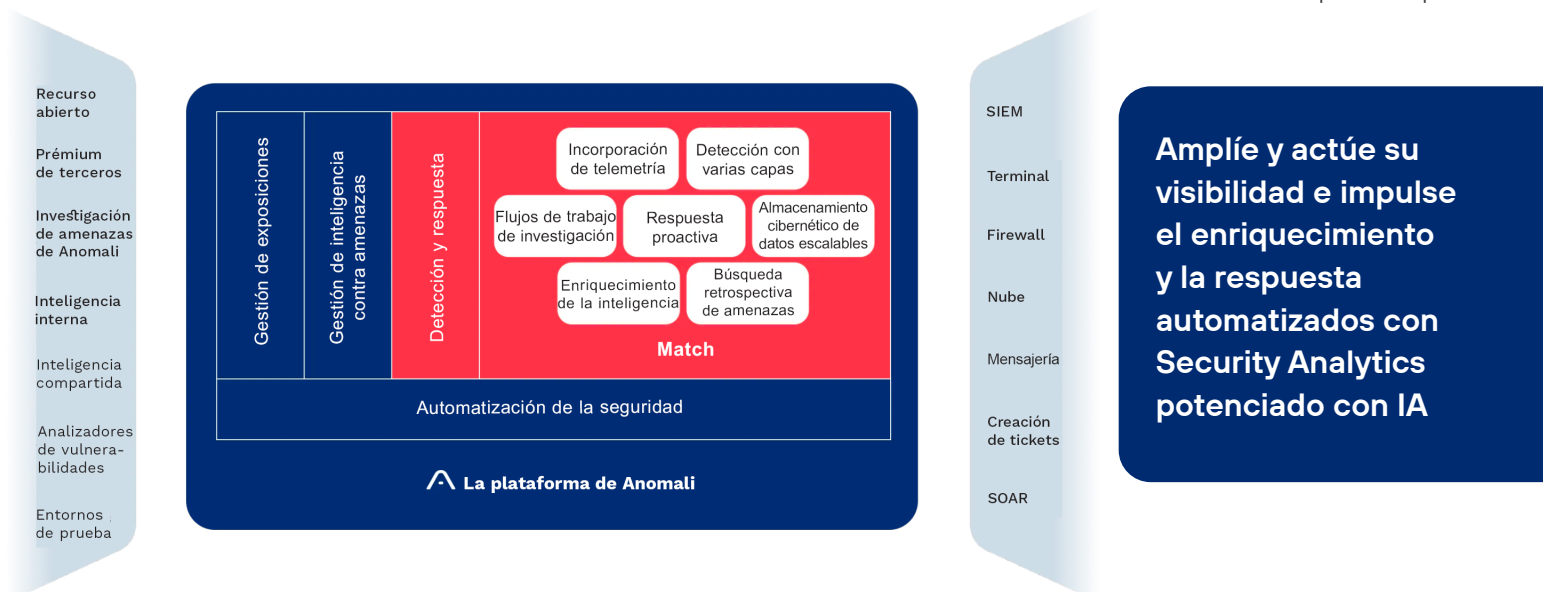 Recurso
abierto
Prémium
de terceros
Investigación
de amenazas
de Anomali
Inteligencia
interna
Inteligencia
compartida
Analizadores
de vulnera-
bilidades
Entornos
de prueba
Gestión de exposiciones
Gestión de inteligencia
contra amenazas
Detección y respuesta
Incorporación
de telemetría
Detección con
varias capas
Flujos de trabajo
de investigación
Respuesta
proactiva
Almacenamiento
cibernético de
datos escalables
Enriquecimiento
de la inteligencia
Búsqueda
retrospectiva
de amenazas
Match
Automatización de la seguridad
La plataforma de Anomali
SIEM
Terminal
Firewall
Nube
Mensajería
Creación
de tickets
SOAR
Amplíe y actúe su
visibilidad e impulse
el enriquecimiento
y la respuesta
automatizados con
Security Analytics
potenciado con IA